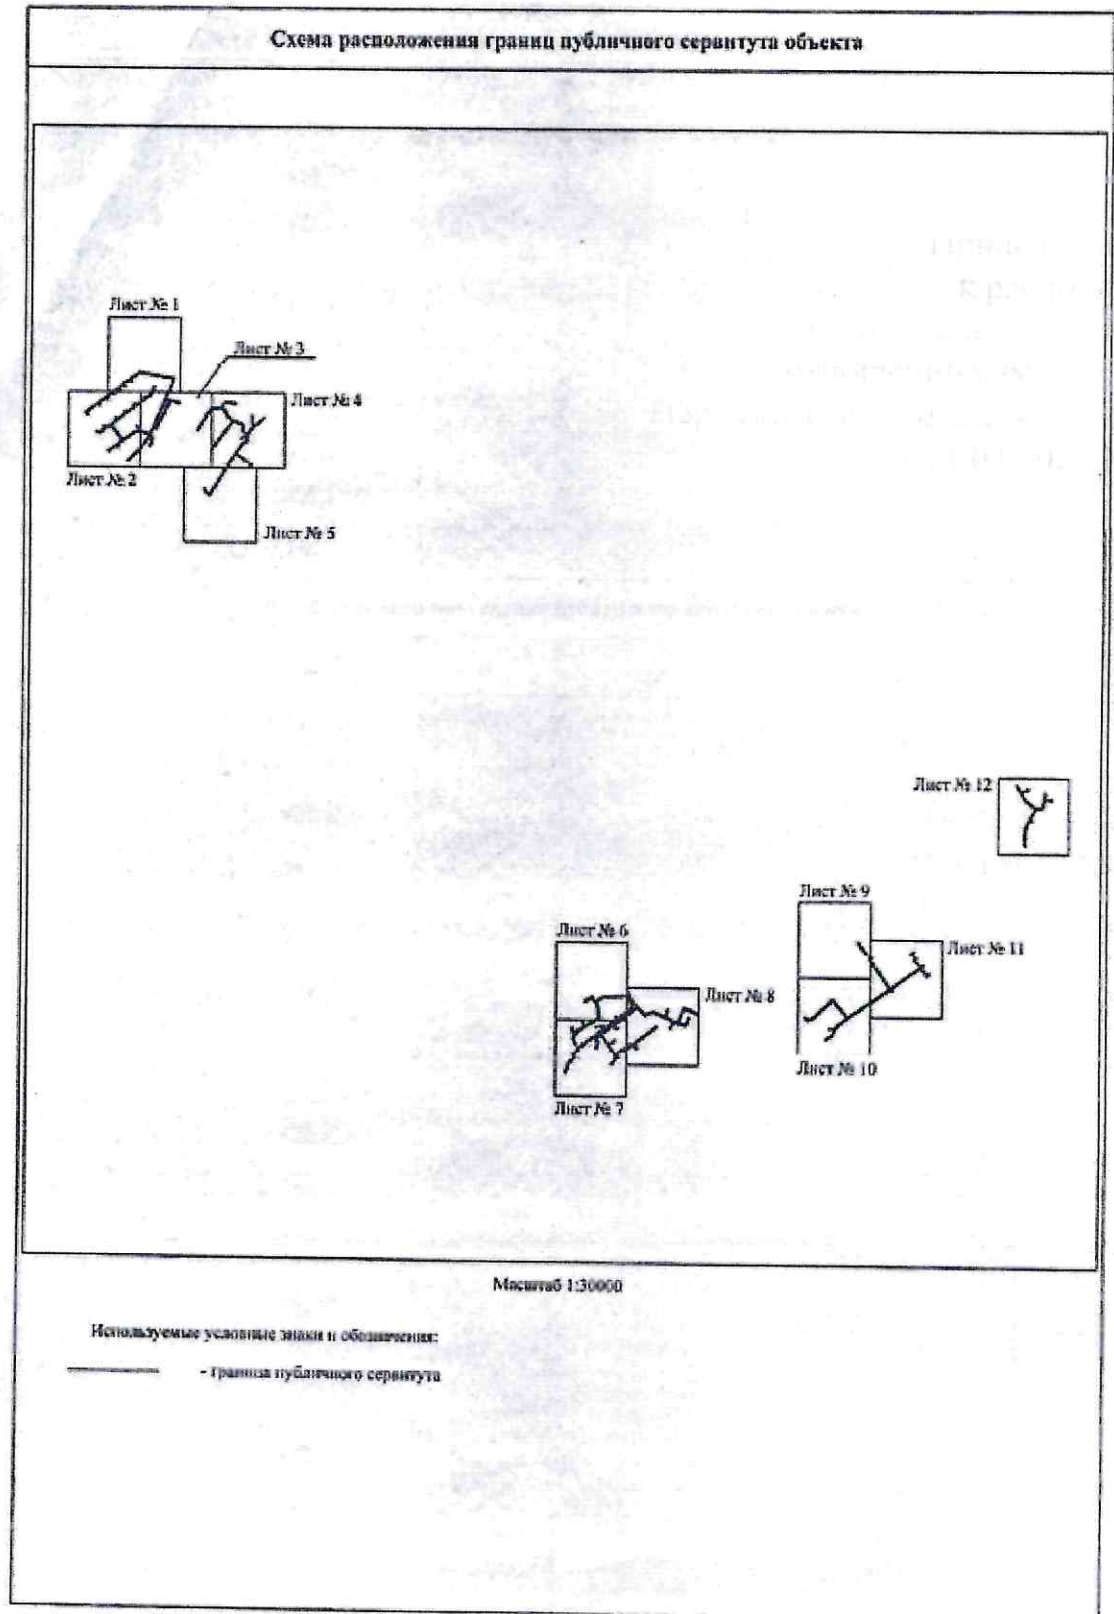 Схема расположения границ публичного сервитута объекта
Лист № 1
Лист № 3
Лист № 4
Лист № 2
Лист № 5
Лист № 12
Лист № 9
Лист № 6
Лист № 11
Лист № 8
Лист № 10
Лист № 7
Масштаб 1:30000
Используемые условные знаки и обозначения:
- граница публичного сервитута